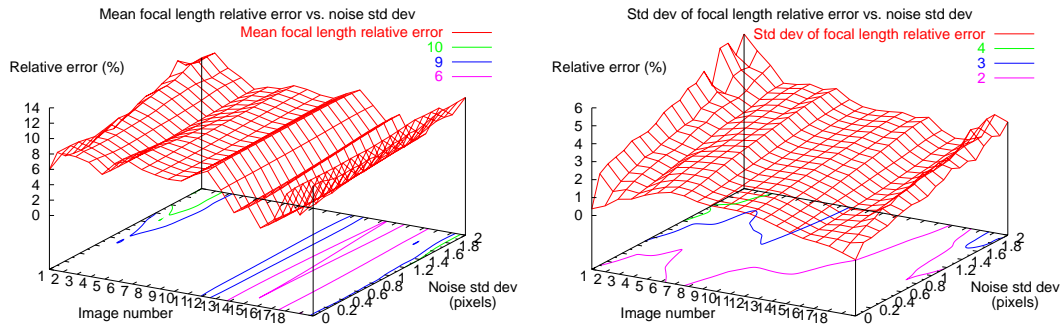 Mean focal length relative error vs. noise std dev
Mean focal length relative error
10
9
6
Relative error (%)
14
12
10
8
6
4
2
0
1 2 3 4 5 6 7 8 9 10 11 12 13 14 15 16 17 18
Image number
0 0.2 0.4 0.6 0.8 1 1.2 1.4 1.6 1.8 2
Noise std dev
(pixels)
Std dev of focal length relative error vs. noise std dev
Std dev of focal length relative error
4
3
2
Relative error (%)
6
5
4
3
2
1
0
1 2 3 4 5 6 7 8 9 10 11 12 13 14 15 16 17 18
Image number
0 0.2 0.4 0.6 0.8 1 1.2 1.4 1.6 1.8 2
Noise std dev
(pixels)